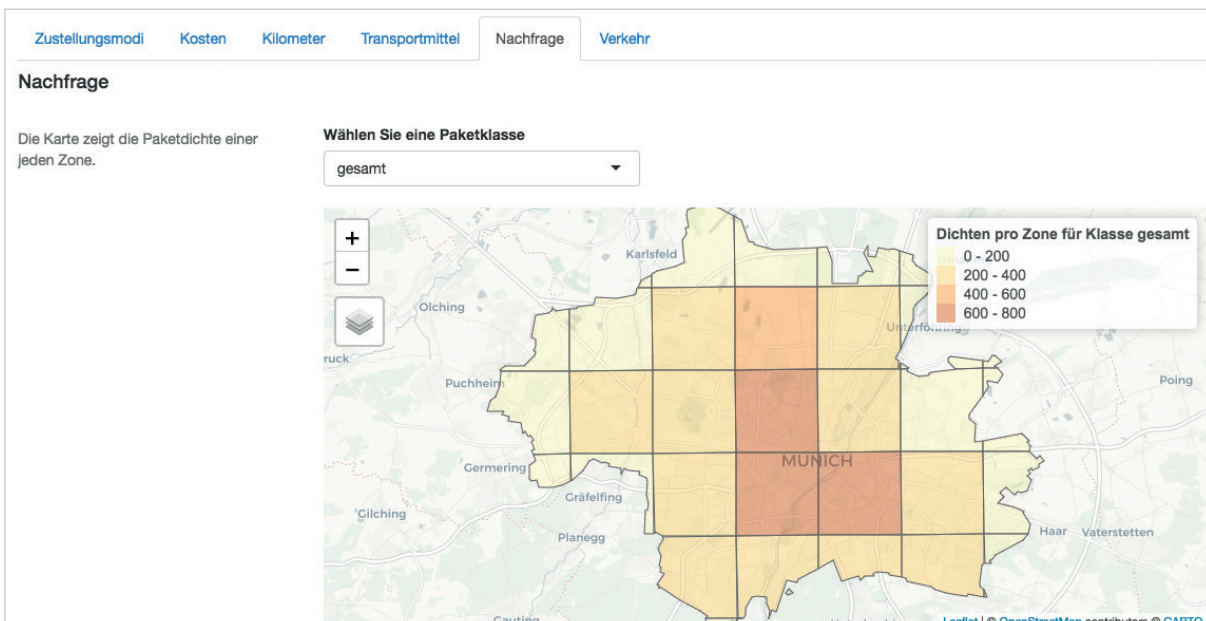 Zustellungsmodi Kosten Kilometer Transportmittel Nachfrage Verkehr
Nachfrage
Die Karte zeigt die Paketdichte einer
jeden Zone.
Wählen Sie eine Paketklasse
gesamt
+
−
Dichten pro Zone für Klasse gesamt
0 - 200
200 - 400
400 - 600
600 - 800
Karlsfeld
Olching
Unterföhring
ruck
Puchheim
Poing
MUNICH
Germering
Gräfelfing
Gilching
Planegg
Haar Vaterstetten
Gauting
Leaflet | © OpenStreetMap contributors © CARTO